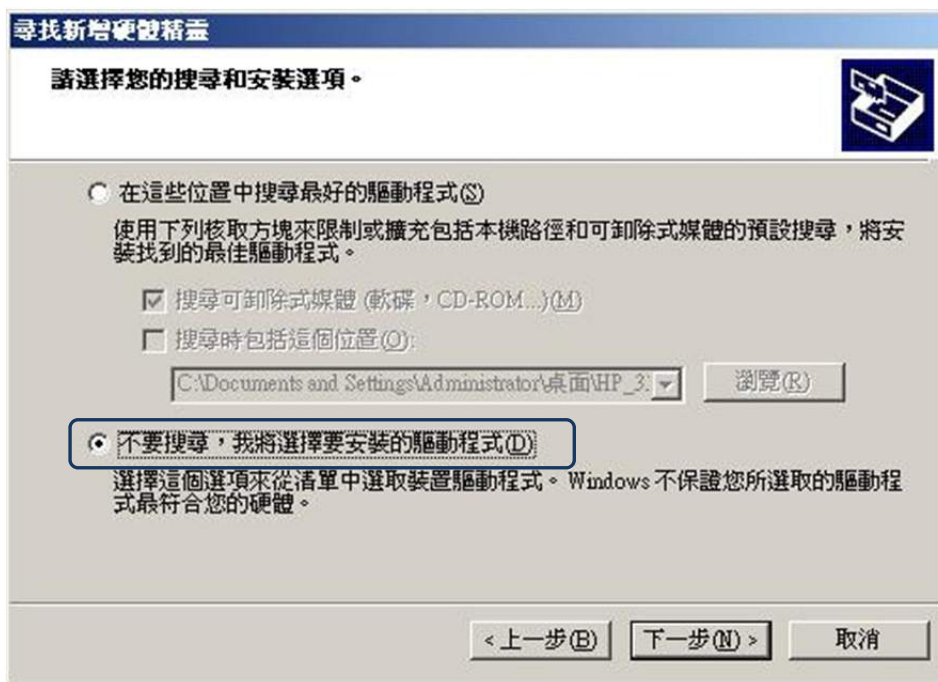 尋找新增硬體精靈
請選擇您的搜尋和安裝選項。
在這些位置中搜尋最好的驅動程式(S)
使用下列核取方塊來限制或擴充包括本機路徑和可卸除式媒體的預設搜尋，將安
裝找到的最佳驅動程式。
搜尋可卸除式媒體 (軟碟，CD-ROM...)(M)
搜尋時包括這個位置(O):
C:\Documents and Settings\Administrator\桌面\HP_3
瀏覽(R)
不要搜尋，我將選擇要安裝的驅動程式(D)
選擇這個選項來從清單中選取裝置驅動程式。Windows 不保證您所選取的驅動程
式最符合您的硬體。
<上一步(B) 下一步(N)> 取消